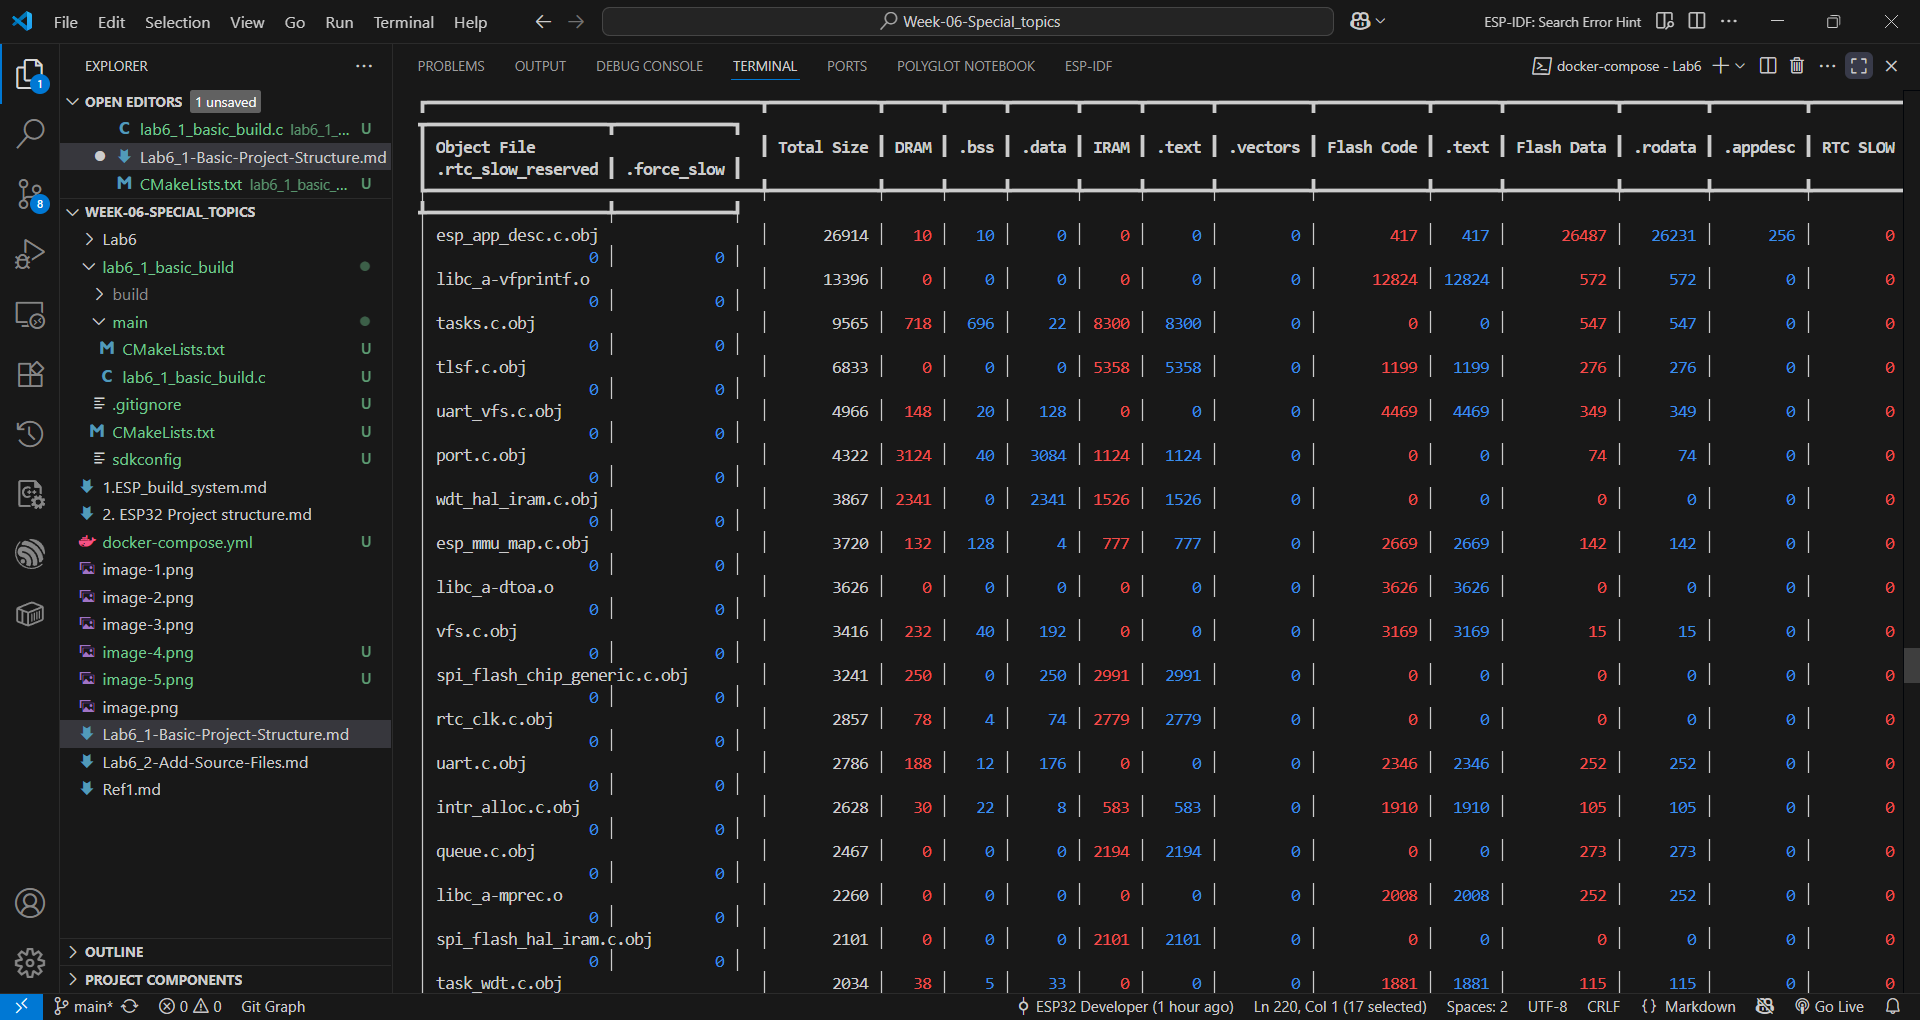 File Edit Selection View Go Run Terminal Help
Week-06-Special_topics
ESP-IDF: Search Error Hint
EXPLORER
OPEN EDITORS 1 unsaved
lab6_1_basic_build.c lab6_1_... U
Lab6_1-Basic-Project-Structure.md
CMakeLists.txt lab6_1_basic_... U
WEEK-06-SPECIAL_TOPICS
Lab6
lab6_1_basic_build
build
main
CMakeLists.txt U
lab6_1_basic_build.c U
.gitignore U
CMakeLists.txt U
sdkconfig U
1.ESP_build_system.md
2. ESP32 Project structure.md
docker-compose.yml U
image-1.png
image-2.png
image-3.png
image-4.png U
image-5.png U
image.png
Lab6_1-Basic-Project-Structure.md
Lab6_2-Add-Source-Files.md
Ref1.md
OUTLINE
PROJECT COMPONENTS
1
8
PROBLEMS OUTPUT DEBUG CONSOLE TERMINAL PORTS POLYGLOT NOTEBOOK ESP-IDF
docker-compose - Lab6
Object File Total Size DRAM .bss .data IRAM .text .vectors Flash Code .text Flash Data .rodata .appdesc RTC SLOW
.rtc_slow_reserved .force_slow
esp_app_desc.c.obj 26914 10 10 0 0 0 0 417 417 26487 26231 256 0
0 0
libc_a-vfprintf.o 13396 0 0 0 0 0 0 12824 12824 572 572 0 0
0 0
tasks.c.obj 9565 718 696 22 8300 8300 0 0 0 547 547 0 0
0 0
tlsf.c.obj 6833 0 0 0 5358 5358 0 1199 1199 276 276 0 0
0 0
uart_vfs.c.obj 4966 148 20 128 0 0 0 4469 4469 349 349 0 0
0 0
port.c.obj 4322 3124 40 3084 1124 1124 0 0 0 74 74 0 0
0 0
wdt_hal_iram.c.obj 3867 2341 0 2341 1526 1526 0 0 0 0 0 0 0
0 0
esp_mmu_map.c.obj 3720 132 128 4 777 777 0 2669 2669 142 142 0 0
0 0
libc_a-dtoa.o 3626 0 0 0 0 0 0 3626 3626 0 0 0 0
0 0
vfs.c.obj 3416 232 40 192 0 0 0 3169 3169 15 15 0 0
0 0
spi_flash_chip_generic.c.obj 3241 250 0 250 2991 2991 0 0 0 0 0 0 0
0 0
rtc_clk.c.obj 2857 78 4 74 2779 2779 0 0 0 0 0 0 0
0 0
uart.c.obj 2786 188 12 176 0 0 0 2346 2346 252 252 0 0
0 0
intr_alloc.c.obj 2628 30 22 8 583 583 0 1910 1910 105 105 0 0
0 0
queue.c.obj 2467 0 0 0 2194 2194 0 0 0 273 273 0 0
0 0
libc_a-mprec.o 2260 0 0 0 0 0 0 2008 2008 252 252 0 0
0 0
spi_flash_hal_iram.c.obj 2101 0 0 0 2101 2101 0 0 0 0 0 0 0
0 0
task_wdt.c.obj 2034 38 5 33 0 0 0 1881 1881 115 115 0 0
main* 0 0 Git Graph
ESP32 Developer (1 hour ago) Ln 220, Col 1 (17 selected) Spaces: 2 UTF-8 CRLF {} Markdown Go Live